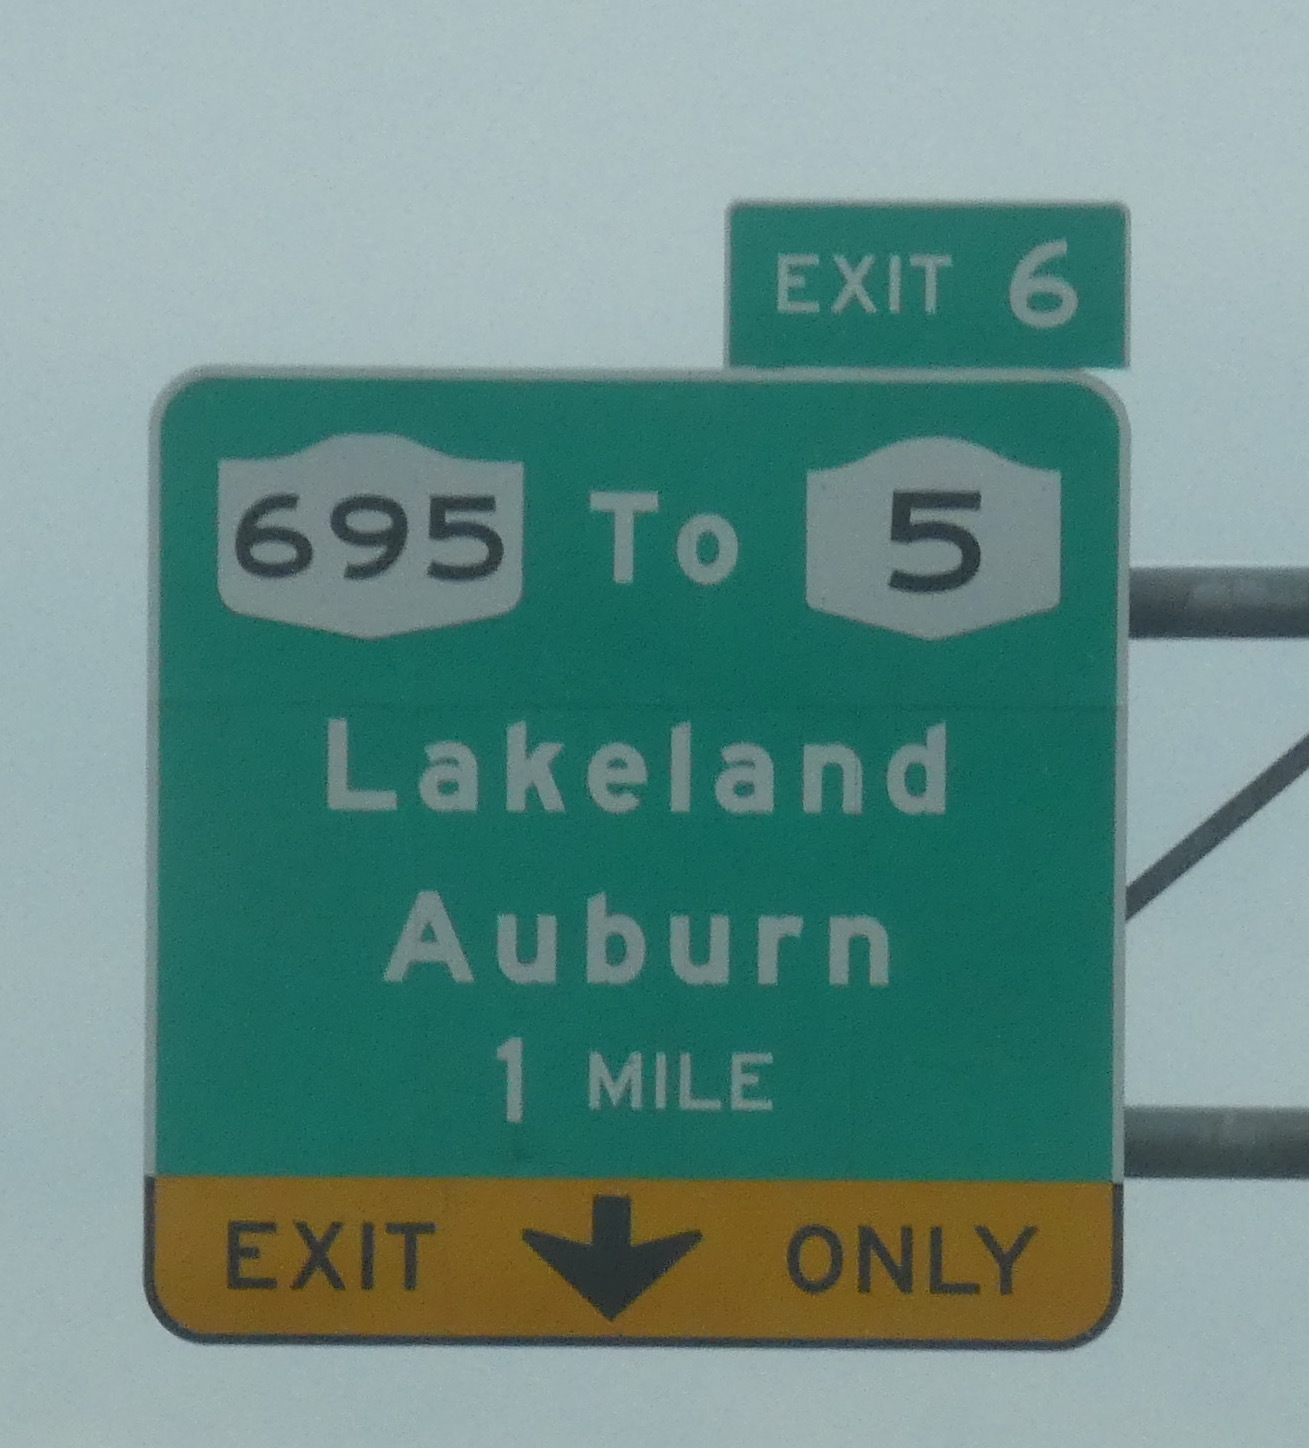 EXIT 6
695 To 5
Lakeland
Auburn
1 MILE
EXIT ONLY